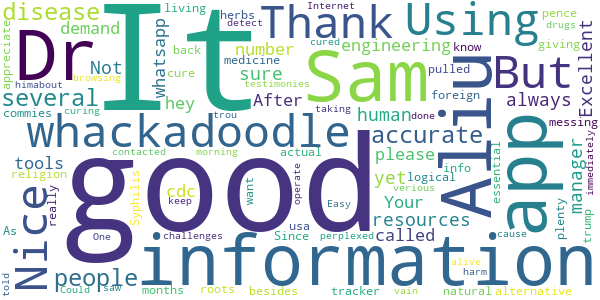 disease
demand
Not
several
commies
Dr
It
Thank
Using
Sam
But
Aliu
app
Excellent
herbs
living
Internet
detect
cured
drugs
pence
giving
appreciated
himabout
curing
browsing
testimonies
back
number
cure
medicine
whatsapp
sure
hey
After
engineering
know
pulled
foreign
always
messing
human
taking
done
trou
immediately
whackadoodle
accurate
good
information
Nice
tools
religion
really
As
told
people
Could
saw
months
roots
besides
tracker
vain
natural
alternative
harm
alive
cause
trump
plenty
manager
essential
info
logical
verious
perplexed
Easy
operate
usa
Since
called
Your
resources
please
yet
actual
want
cdc
keep
Syphilis
contacted
morning
One
challenges